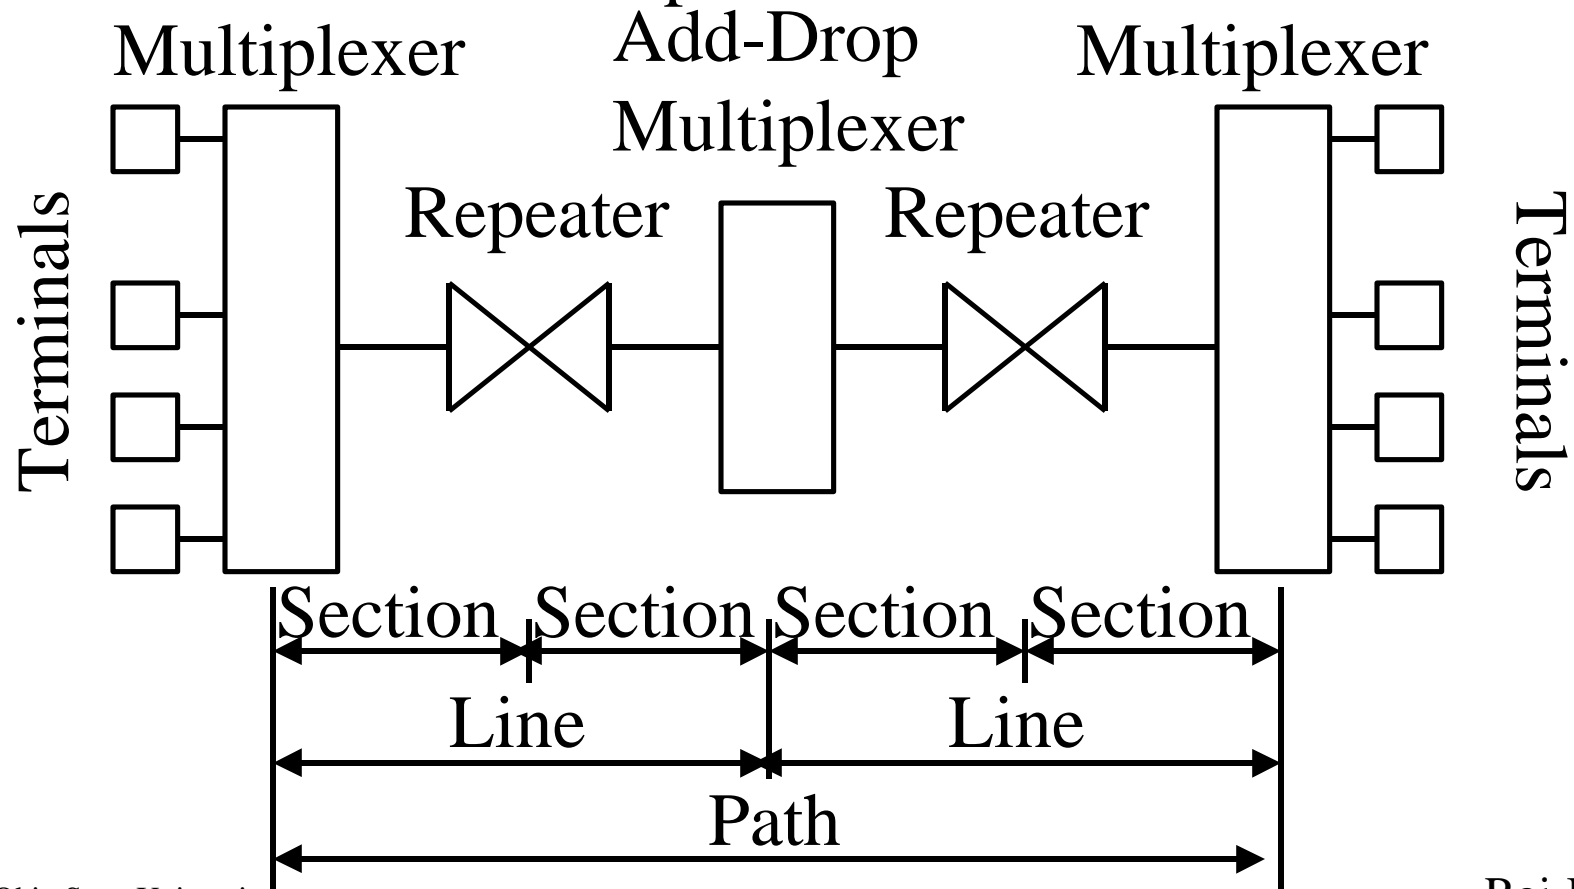 Multiplexer
Add-Drop
Multiplexer
Multiplexer
Repeater
Repeater
Terminals
Terminals
Section
Section
Section
Section
Line
Line
Path